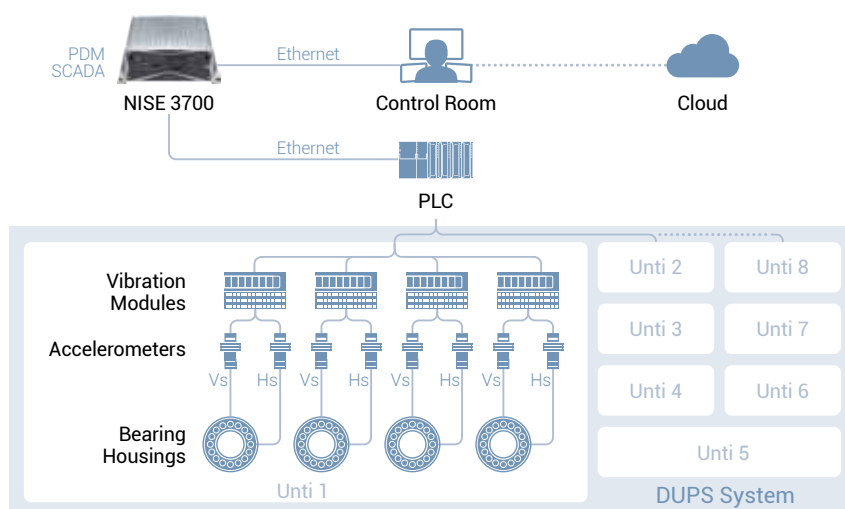 PDM
SCADA
Ethernet
NISE 3700
Control Room
Cloud
Ethernet
PLC
Vibration
Modules
Accelerometers
Vs
Hs
Vs
Hs
Vs
Hs
Vs
Hs
Bearing
Housings
Unti 1
Unti 2
Unti 8
Unti 3
Unti 7
Unti 4
Unti 6
Unti 5
DUPS System